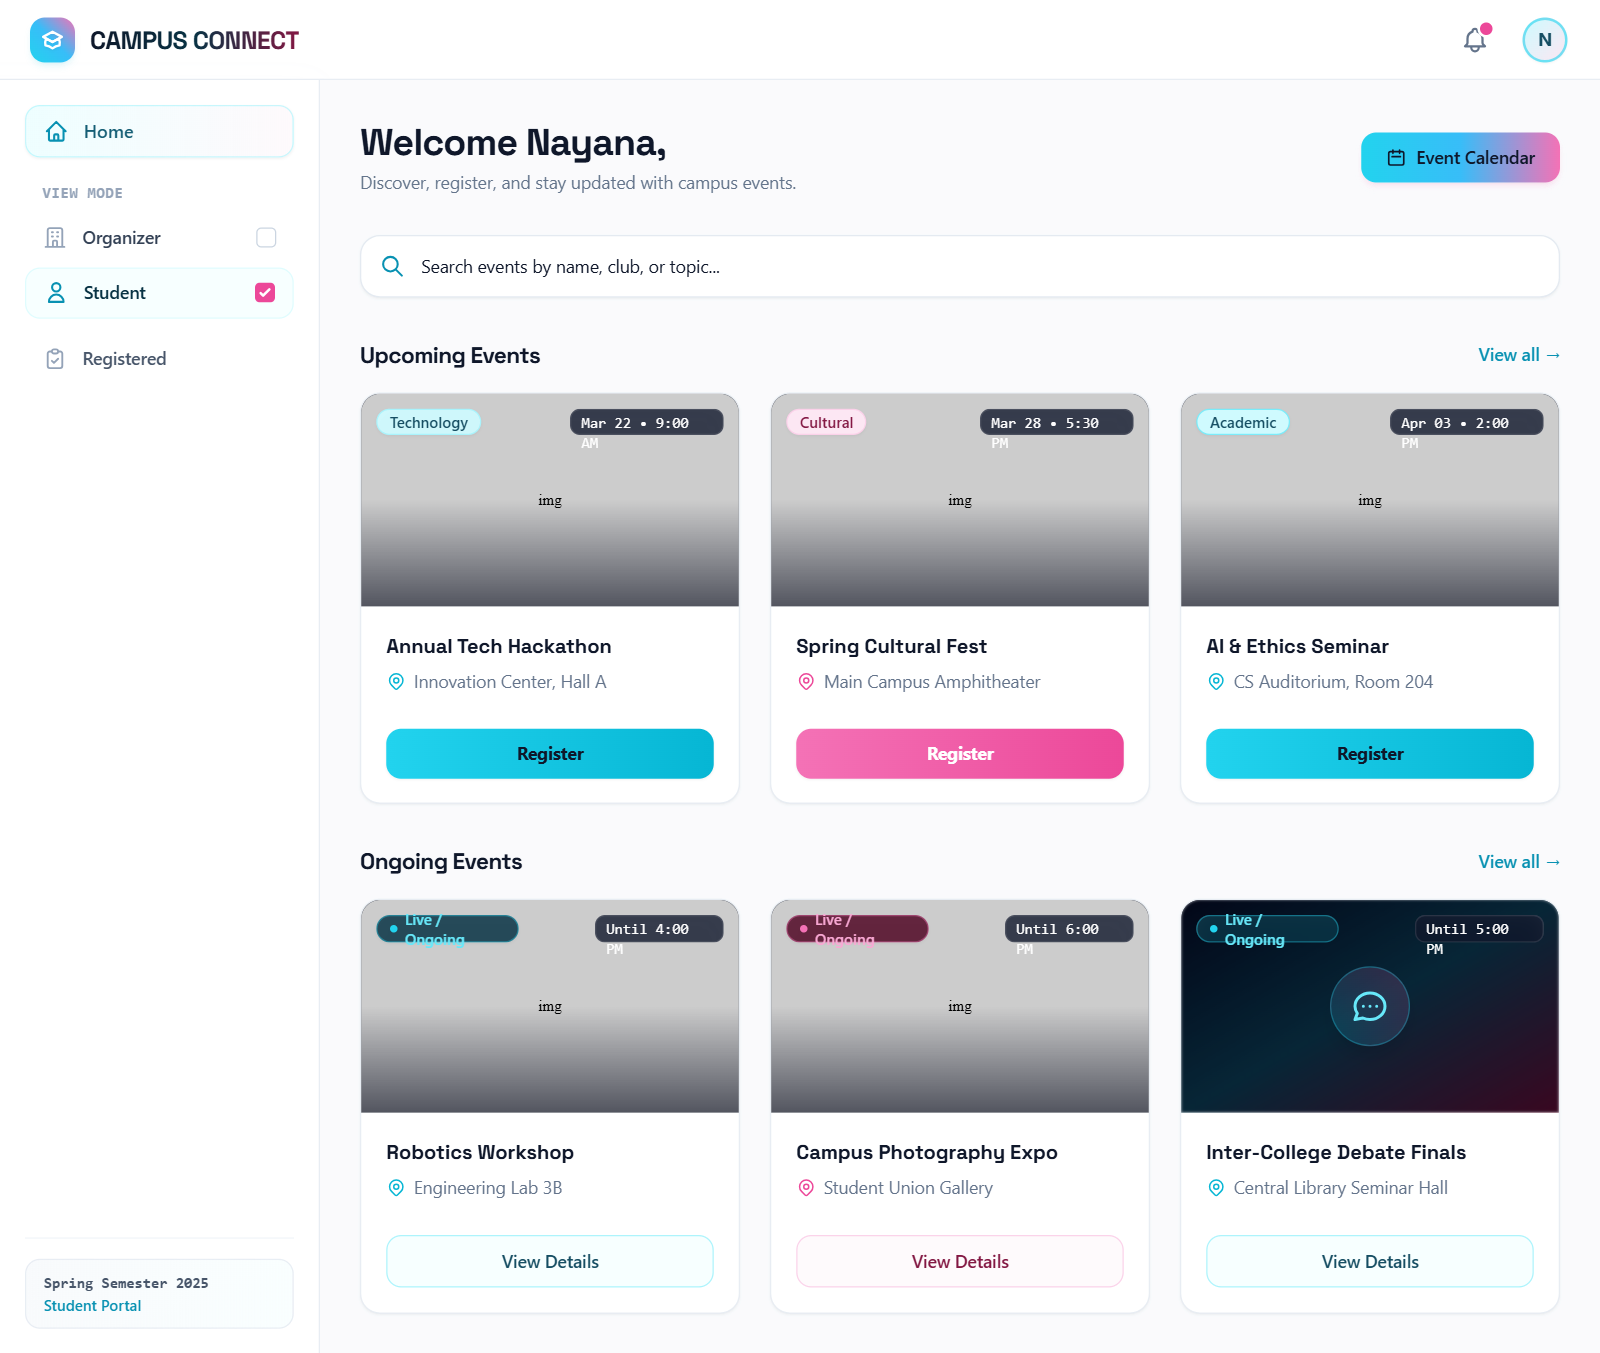 CAMPUS CONNECT
N
Home
VIEW MODE
Organizer
Student
Registered
Spring Semester 2025
Student Portal
Welcome Nayana,
Discover, register, and stay updated with campus events.
Event Calendar
Search events by name, club, or topic...
Upcoming Events
View all →
Technology
Mar 22 • 9:00
AM
img
Annual Tech Hackathon
Innovation Center, Hall A
Register
Cultural
Mar 28 • 5:30
PM
img
Spring Cultural Fest
Main Campus Amphitheater
Register
Academic
Apr 03 • 2:00
PM
img
AI & Ethics Seminar
CS Auditorium, Room 204
Register
Ongoing Events
View all →
Live /
Ongoing
Until 4:00
PM
img
Robotics Workshop
Engineering Lab 3B
View Details
Live /
Ongoing
Until 6:00
PM
img
Campus Photography Expo
Student Union Gallery
View Details
Live /
Ongoing
Until 5:00
PM
Inter-College Debate Finals
Central Library Seminar Hall
View Details